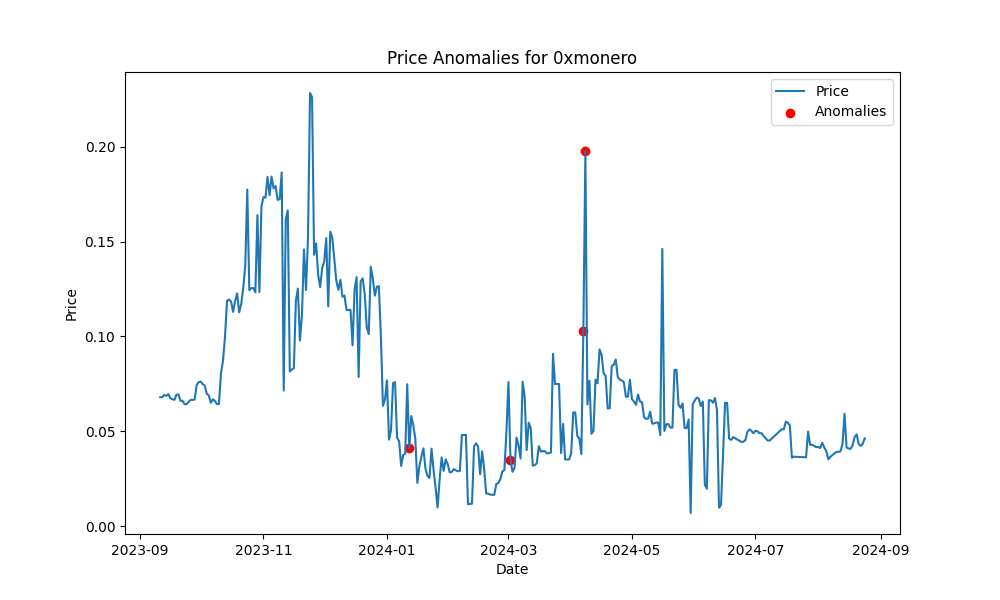 Price Anomalies for 0xmonero
Price
Anomalies
0.20
0.15
0.10
0.05
0.00
Price
2023-09 2023-11 2024-01 2024-03 2024-05 2024-07 2024-09
Date